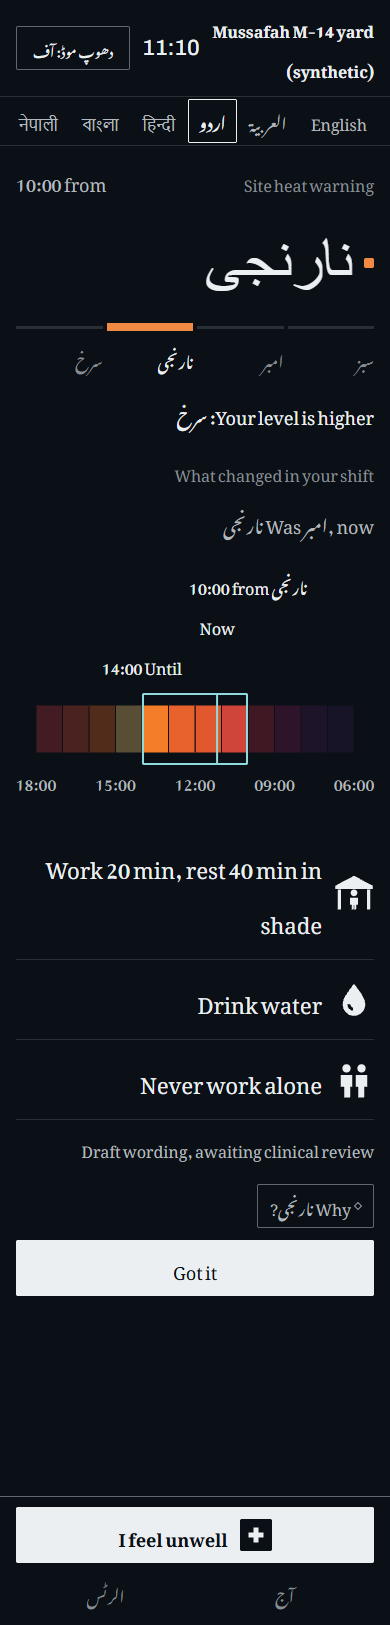 Mussafah M-14 yard
(synthetic)
11:10
دھوپ موڈ: آف
English
العربية
اردو
हिन्दी
বাংলা
नेपाली
Site heat warning
10:00 from
نارنجی
سبز
امبر
نارنجی
سرخ
Your level is higher: سرخ
What changed in your shift
Was امبر, now نارنجی
نارنجی from 10:00
Now
Until 14:00
06:00
09:00
12:00
15:00
18:00
Work 20 min, rest 40 min in
shade
Drink water
Never work alone
Draft wording, awaiting clinical review
Why نارنجی?
Got it
I feel unwell
آج
الرٹس